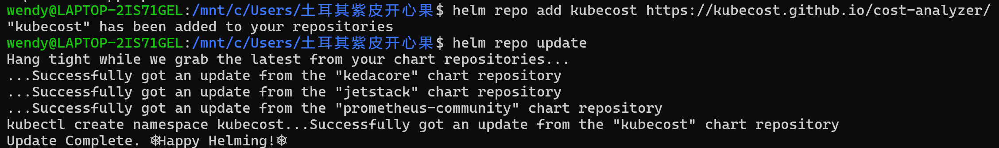 wendy@LAPTOP-2IS71GEL:/mnt/c/Users/土耳其紫皮开心果$ helm repo add kubecost https://kubecost.github.io/cost-analyzer/
"kubecost" has been added to your repositories
wendy@LAPTOP-2IS71GEL:/mnt/c/Users/土耳其紫皮开心果$ helm repo update
Hang tight while we grab the latest from your chart repositories...
...Successfully got an update from the "kedacore" chart repository
...Successfully got an update from the "jetstack" chart repository
...Successfully got an update from the "prometheus-community" chart repository
kubectl create namespace kubecost...Successfully got an update from the "kubecost" chart repository
Update Complete. ⎈Happy Helming!⎈